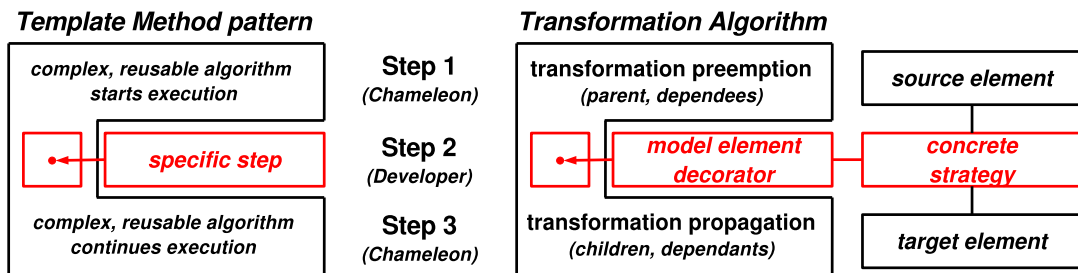 Template Method pattern
Transformation Algorithm
complex, reusable algorithm
starts execution
Step 1
(Chameleon)
transformation preemption
(parent, dependees)
source element
specific step
Step 2
(Developer)
model element
decorator
concrete
strategy
complex, reusable algorithm
continues execution
Step 3
(Chameleon)
transformation propagation
(children, dependants)
target element